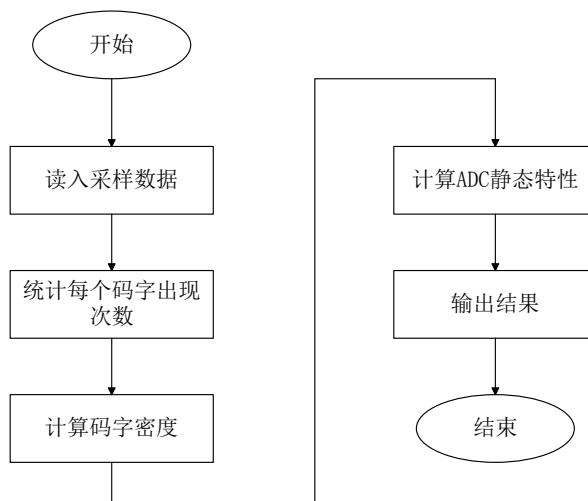 开始
读入采样数据
统计每个码字出现
次数
计算码字密度
计算ADC静态特性
输出结果
结束